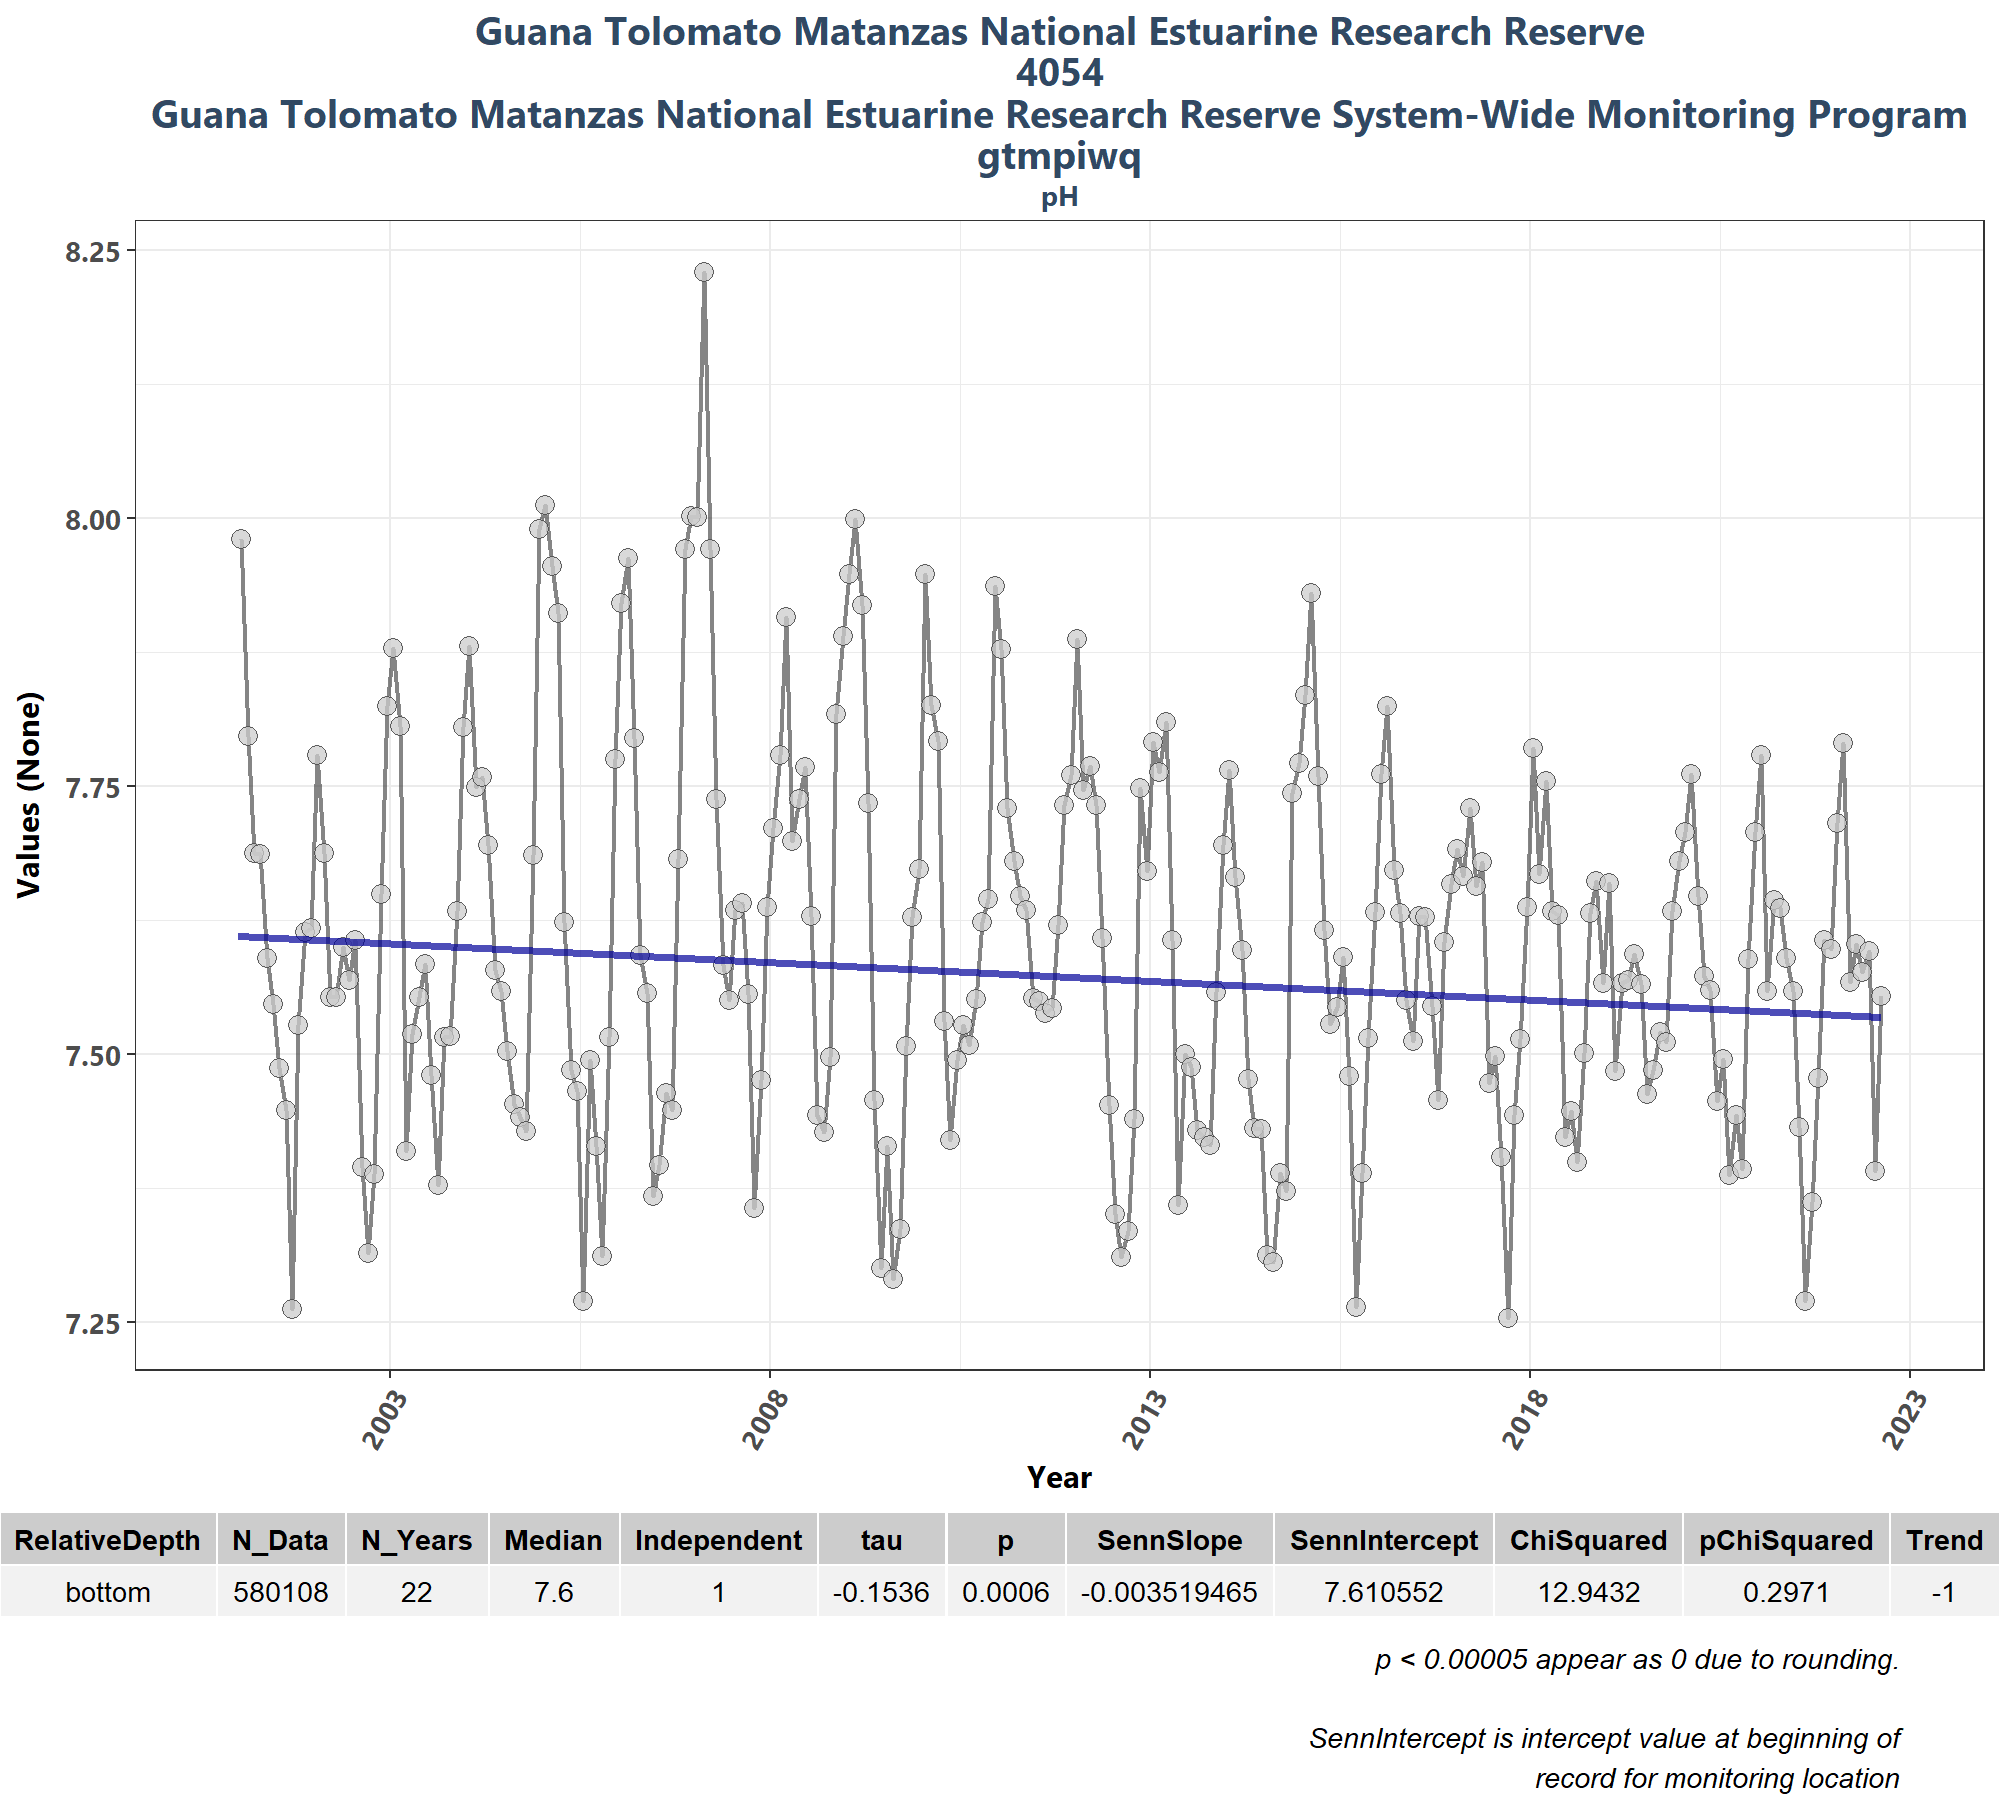 Guana Tolomato Matanzas National Estuarine Research Reserve
4054
Guana Tolomato Matanzas National Estuarine Research Reserve System-Wide Monitoring Program
gtmpiwq
pH
8.25
8.00
7.75
7.50
7.25
Values (None)
2003 2008 2013 2018 2023
Year
RelativeDepth N_Data N_Years Median Independent tau p SennSlope SennIntercept ChiSquared pChiSquared Trend
bottom 580108 22 7.6 1 -0.1536 0.0006 -0.003519465 7.610552 12.9432 0.2971 -1
p < 0.00005 appear as 0 due to rounding.
SennIntercept is intercept value at beginning of
record for monitoring location